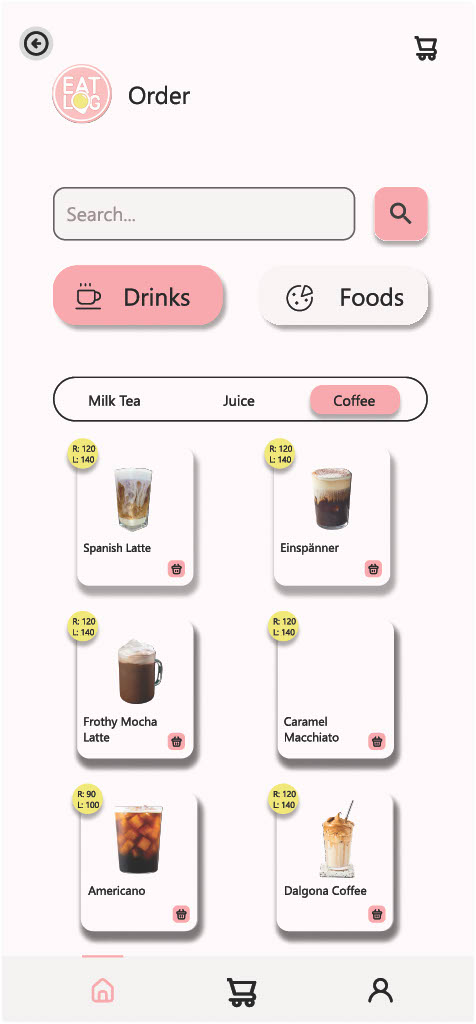 EAT
LOG
Order
Search...
Drinks
Foods
Milk Tea
Juice
Coffee
R: 120
L: 140
Spanish Latte
R: 120
L: 140
Einspänner
R: 120
L: 140
Frothy Mocha
Latte
R: 120
L: 140
Caramel
Macchiato
R: 90
L: 100
Americano
R: 120
L: 140
Dalgona Coffee